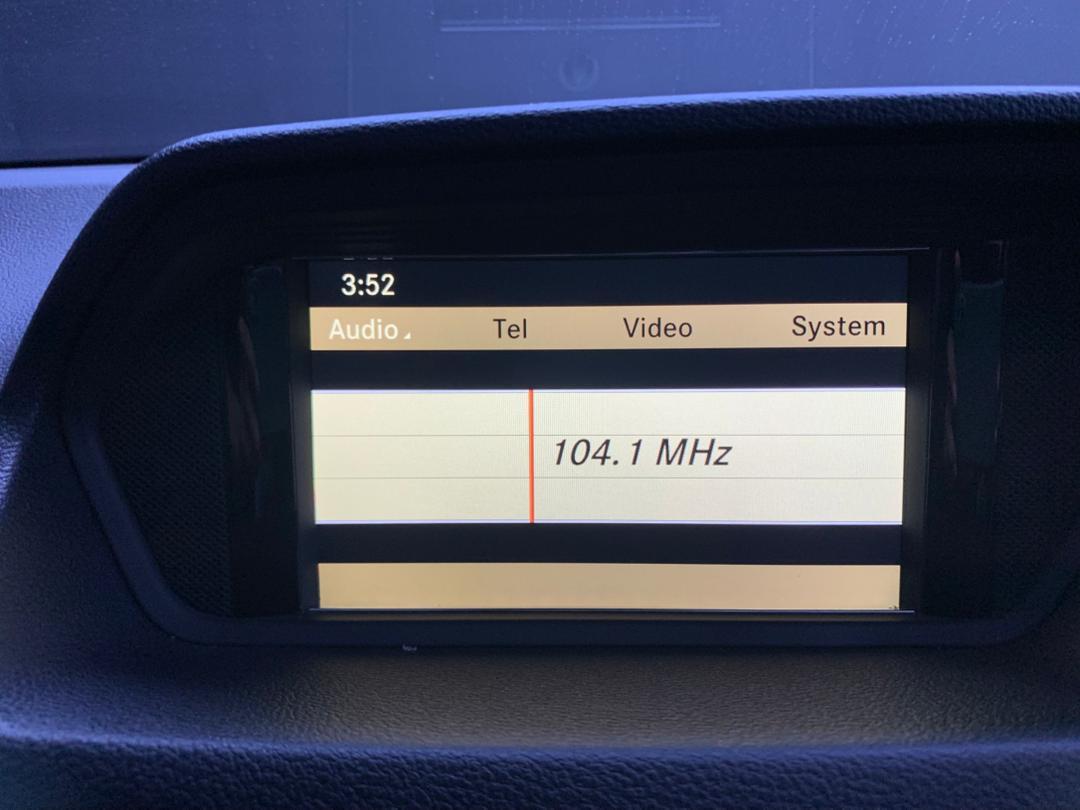 3:52
Audio Tel Video System
104.1 MHz